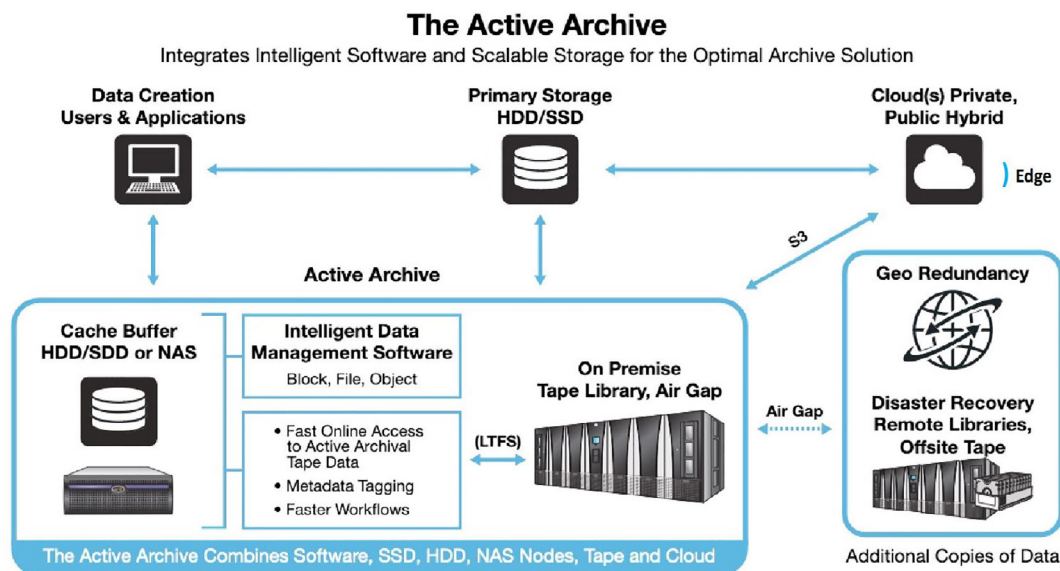 The Active Archive
Integrates Intelligent Software and Scalable Storage for the Optimal Archive Solution
Data Creation
Users & Applications
Primary Storage
HDD/SSD
Cloud(s) Private,
Public Hybrid
) Edge
S3
Active Archive
Cache Buffer
HDD/SDD or NAS
Intelligent Data
Management Software
Block, File, Object
• Fast Online Access
to Active Archival
Tape Data
• Metadata Tagging
• Faster Workflows
(LTFS)
On Premise
Tape Library, Air Gap
Air Gap
Geo Redundancy
Disaster Recovery
Remote Libraries,
Offsite Tape
The Active Archive Combines Software, SSD, HDD, NAS Nodes, Tape and Cloud
Additional Copies of Data